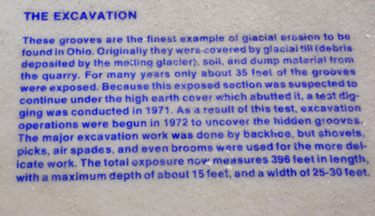 THE EXCAVATION
These grooves are the finest example of glacial erosion to be
found in Ohio. Originally they were covered by glacial till (debris
deposited by the melting glacier), soil, and dump material from
the quarry. For many years only about 35 feet of the grooves
were exposed. Because this exposed section was suspected to
continue under the high earth cover which abutted it, a test dig-
ging was conducted in 1971. As a result of this test, excavation
operations were begun in 1972 to uncover the hidden grooves.
The major excavation work was done by backhoe, but shovels,
picks, air spades, and even brooms were used for the more del-
icate work. The total exposure now measures 396 feet in length,
with a maximum depth of about 15 feet, and a width of 25-30 feet.